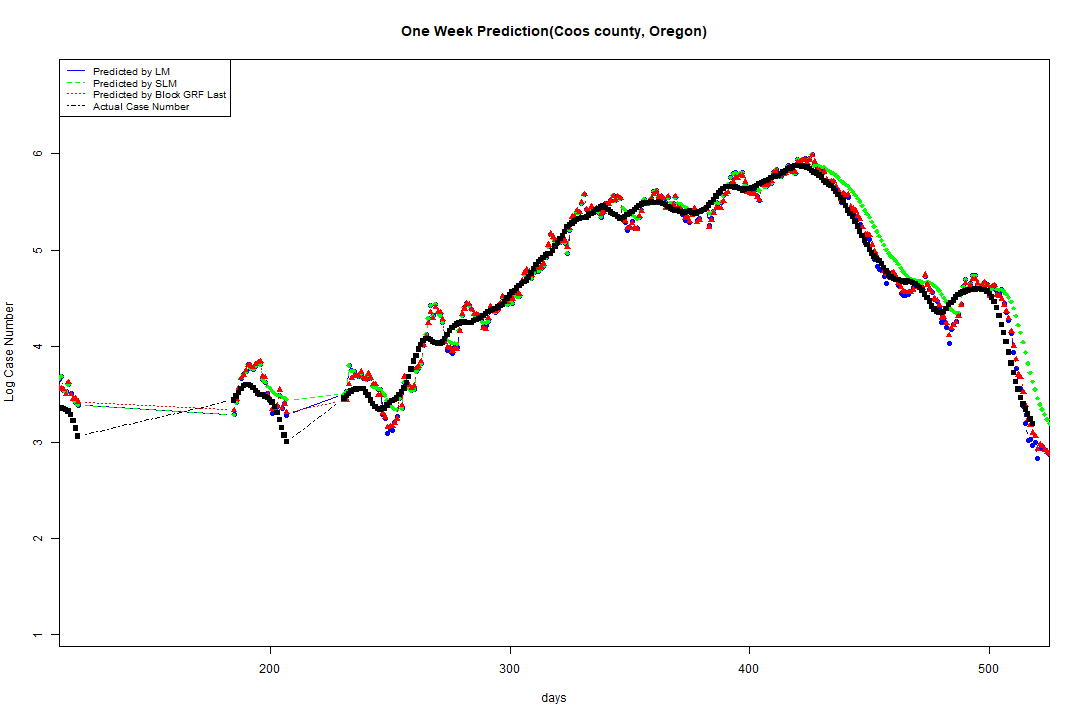 One Week Prediction(Coos county, Oregon)
Predicted by LM
Predicted by SLM
Predicted by Block GRF Last
Actual Case Number
6
5
4
3
2
1
Log Case Number
200 300 400 500
days